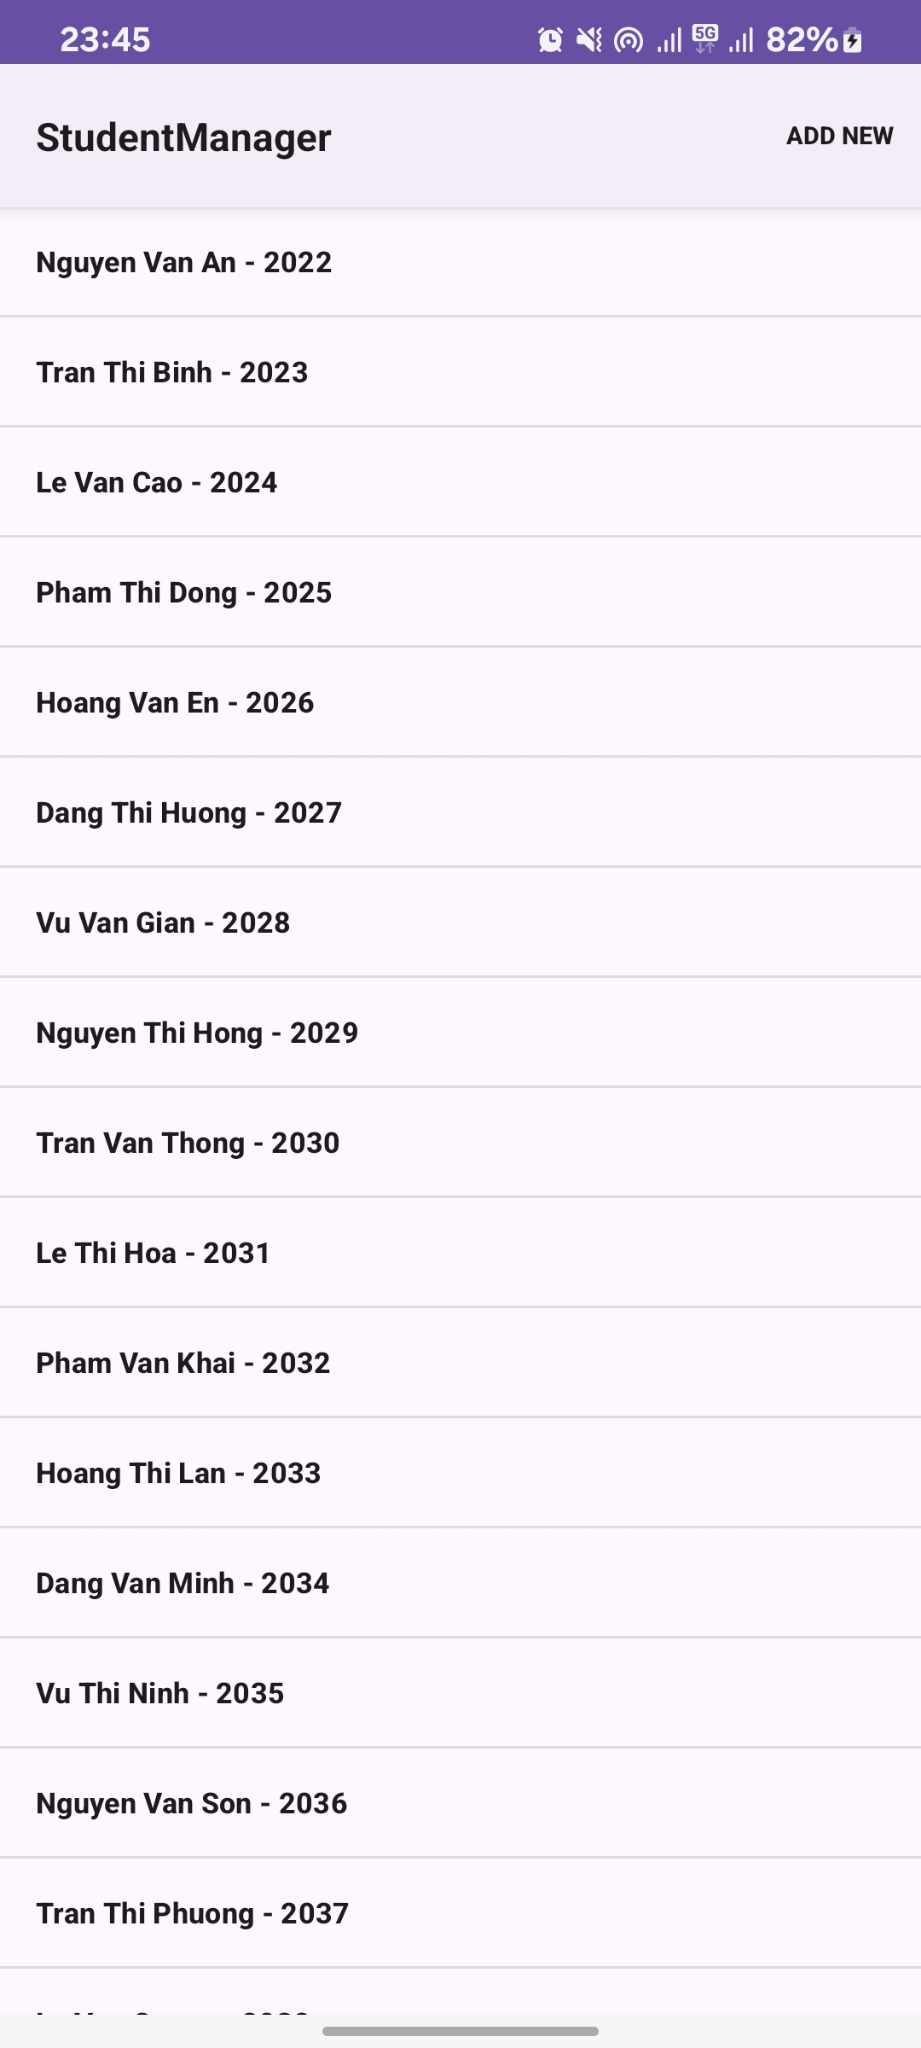 23:45
5G
82%
StudentManager
ADD NEW
Nguyen Van An - 2022
Tran Thi Binh - 2023
Le Van Cao - 2024
Pham Thi Dong - 2025
Hoang Van En - 2026
Dang Thi Huong - 2027
Vu Van Gian - 2028
Nguyen Thi Hong - 2029
Tran Van Thong - 2030
Le Thi Hoa - 2031
Pham Van Khai - 2032
Hoang Thi Lan - 2033
Dang Van Minh - 2034
Vu Thi Ninh - 2035
Nguyen Van Son - 2036
Tran Thi Phuong - 2037